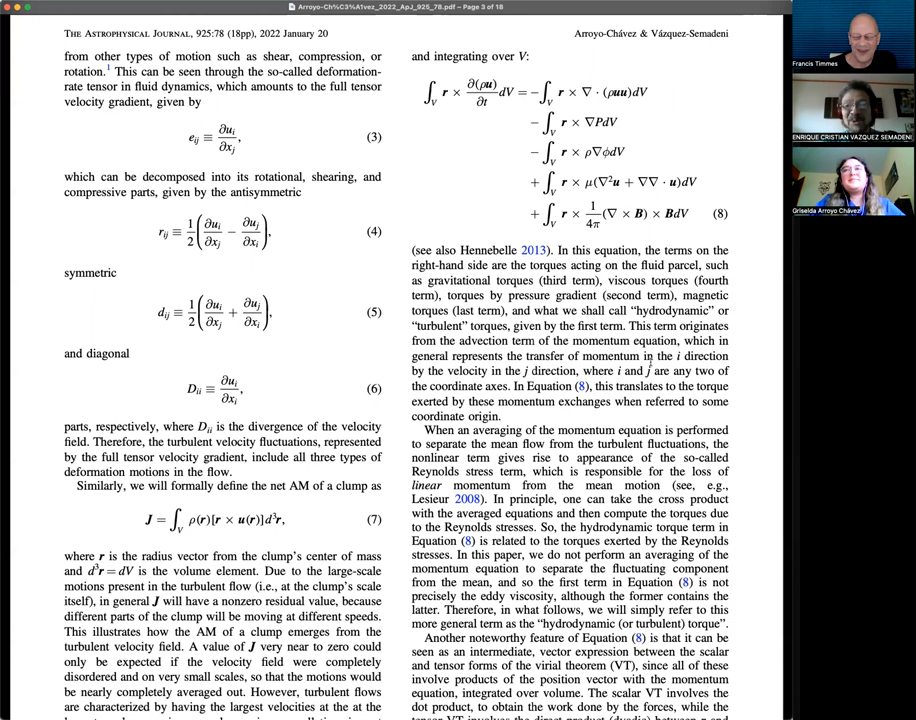 Arroyo-Ch%C3%A1vez_2022_ApJ_925_78.pdf – Page 3 of 18
THE ASTROPHYSICAL JOURNAL, 925:78 (18pp), 2022 January 20
Arroyo-Chávez & Vázquez-Semadeni
from other types of motion such as shear, compression, or
rotation.¹ This can be seen through the so-called deformation-
rate tensor in fluid dynamics, which amounts to the full tensor
velocity gradient, given by
e_ij ≡ ∂u_i/∂x_j, (3)
which can be decomposed into its rotational, shearing, and
compressive parts, given by the antisymmetric
r_ij ≡ 1/2(∂u_i/∂x_j − ∂u_j/∂x_i), (4)
symmetric
d_ij ≡ 1/2(∂u_i/∂x_j + ∂u_j/∂x_i), (5)
and diagonal
D_ii ≡ ∂u_i/∂x_i, (6)
parts, respectively, where D_ii is the divergence of the velocity
field. Therefore, the turbulent velocity fluctuations, represented
by the full tensor velocity gradient, include all three types of
deformation motions in the flow.
Similarly, we will formally define the net AM of a clump as
J = ∫_V ρ(r)[r × u(r)]d³r, (7)
where r is the radius vector from the clump's center of mass
and d³r = dV is the volume element. Due to the large-scale
motions present in the turbulent flow (i.e., at the clump's scale
itself), in general J will have a nonzero residual value, because
different parts of the clump will be moving at different speeds.
This illustrates how the AM of a clump emerges from the
turbulent velocity field. A value of J very near to zero could
only be expected if the velocity field were completely
disordered and on very small scales, so that the motions would
be nearly completely averaged out. However, turbulent flows
are characterized by having the largest velocities at the at the
and integrating over V:
∫_V r × ∂(ρu)/∂t dV = −∫_V r × ∇ · (ρuu)dV
− ∫_V r × ∇PdV
− ∫_V r × ρ∇ϕdV
+ ∫_V r × μ(∇²u + ∇∇ · u)dV
+ ∫_V r × 1/4π (∇ × B) × BdV (8)
(see also Hennebelle 2013). In this equation, the terms on the
right-hand side are the torques acting on the fluid parcel, such
as gravitational torques (third term), viscous torques (fourth
term), torques by pressure gradient (second term), magnetic
torques (last term), and what we shall call “hydrodynamic” or
“turbulent” torques, given by the first term. This term originates
from the advection term of the momentum equation, which in
general represents the transfer of momentum in the i direction
by the velocity in the j direction, where i and j are any two of
the coordinate axes. In Equation (8), this translates to the torque
exerted by these momentum exchanges when referred to some
coordinate origin.
When an averaging of the momentum equation is performed
to separate the mean flow from the turbulent fluctuations, the
nonlinear term gives rise to appearance of the so-called
Reynolds stress term, which is responsible for the loss of
linear momentum from the mean motion (see, e.g.,
Lesieur 2008). In principle, one can take the cross product
with the averaged equations and then compute the torques due
to the Reynolds stresses. So, the hydrodynamic torque term in
Equation (8) is related to the torques exerted by the Reynolds
stresses. In this paper, we do not perform an averaging of the
momentum equation to separate the fluctuating component
from the mean, and so the first term in Equation (8) is not
precisely the eddy viscosity, although the former contains the
latter. Therefore, in what follows, we will simply refer to this
more general term as the “hydrodynamic (or turbulent) torque”.
Another noteworthy feature of Equation (8) is that it can be
seen as an intermediate, vector expression between the scalar
and tensor forms of the virial theorem (VT), since all of these
involve products of the position vector with the momentum
equation, integrated over volume. The scalar VT involves the
dot product, to obtain the work done by the forces, while the
Francis Timmes
ENRIQUE CRISTIAN VAZQUEZ SEMADENI
Griselda Arroyo Chávez